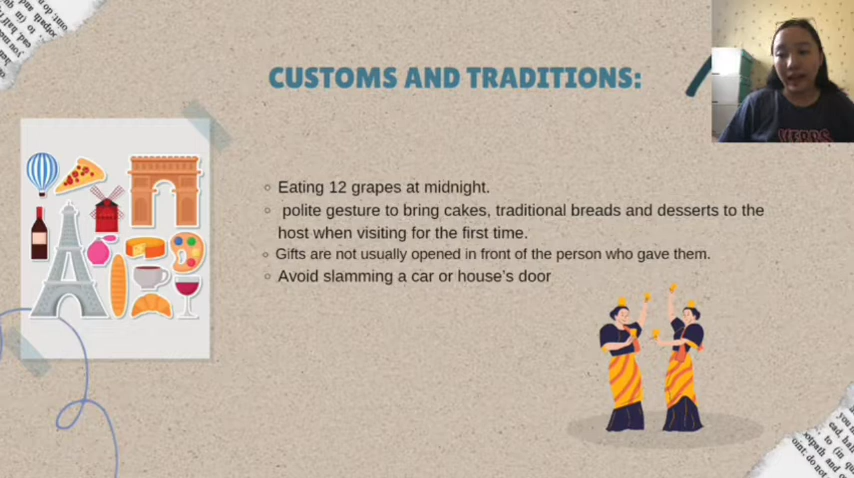 CUSTOMS AND TRADITIONS:
Eating 12 grapes at midnight.
polite gesture to bring cakes, traditional breads and desserts to the
host when visiting for the first time.
Gifts are not usually opened in front of the person who gave them.
Avoid slamming a car or house's door